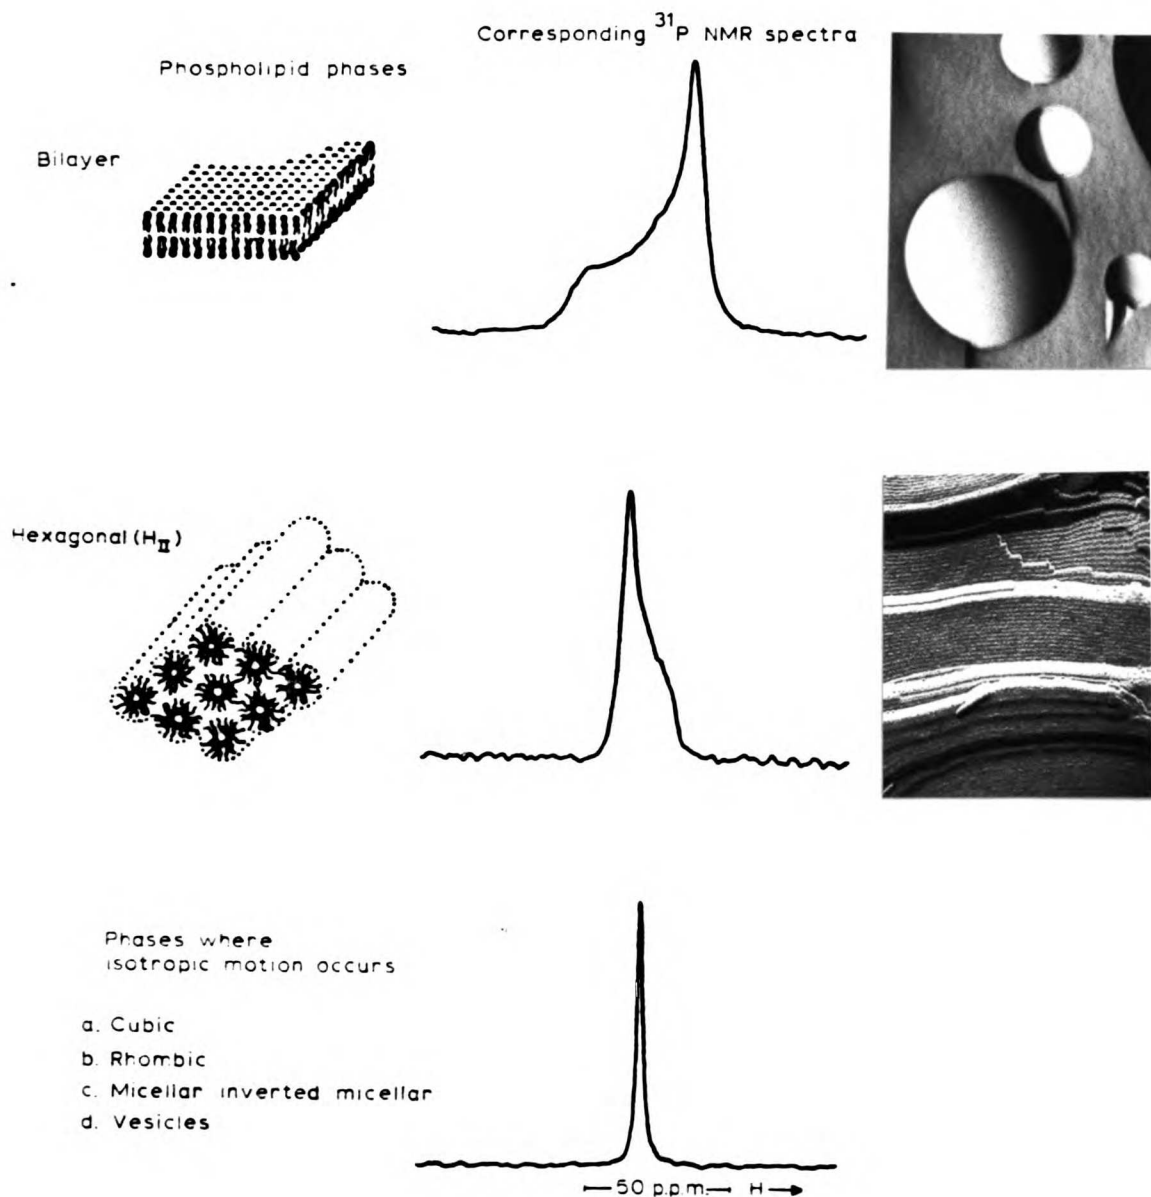 Corresponding ³¹P NMR spectra
Phospholipid phases
Bilayer
Hexagonal (H_II)
Phases where
isotropic motion occurs
a. Cubic
b. Rhombic
c. Micellar inverted micellar
d. Vesicles
50 p.p.m. H →